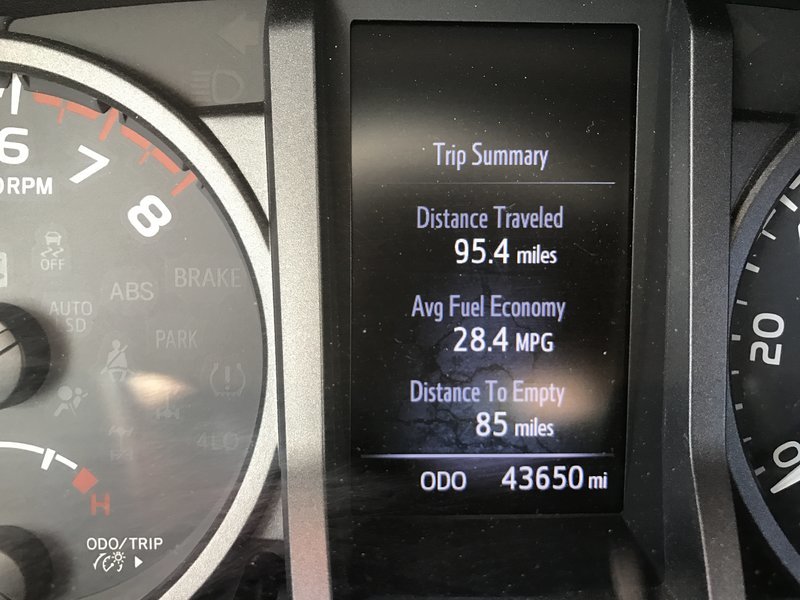 Trip Summary
Distance Traveled
95.4 miles
Avg Fuel Economy
28.4 MPG
Distance To Empty
85 miles
ODO 43650 mi
6
7
8
RPM
OFF
ABS
BRAKE
AUTO
SD
PARK
4LO
H
ODO/TRIP
20
0